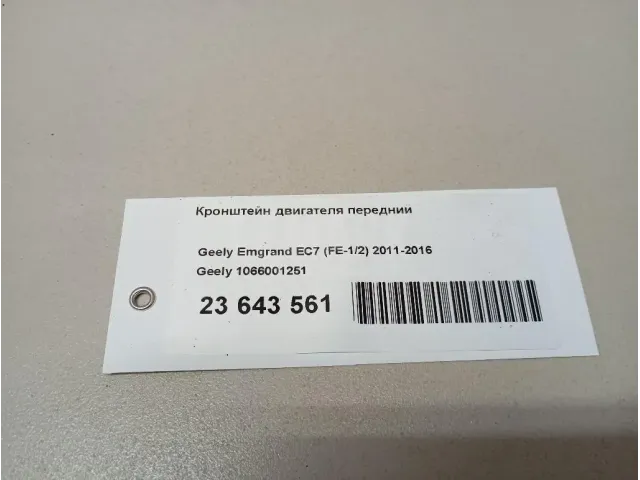 Кронштейн двигателя передний
Geely Emgrand EC7 (FE-1/2) 2011-2016
Geely 1066001251
23 643 561